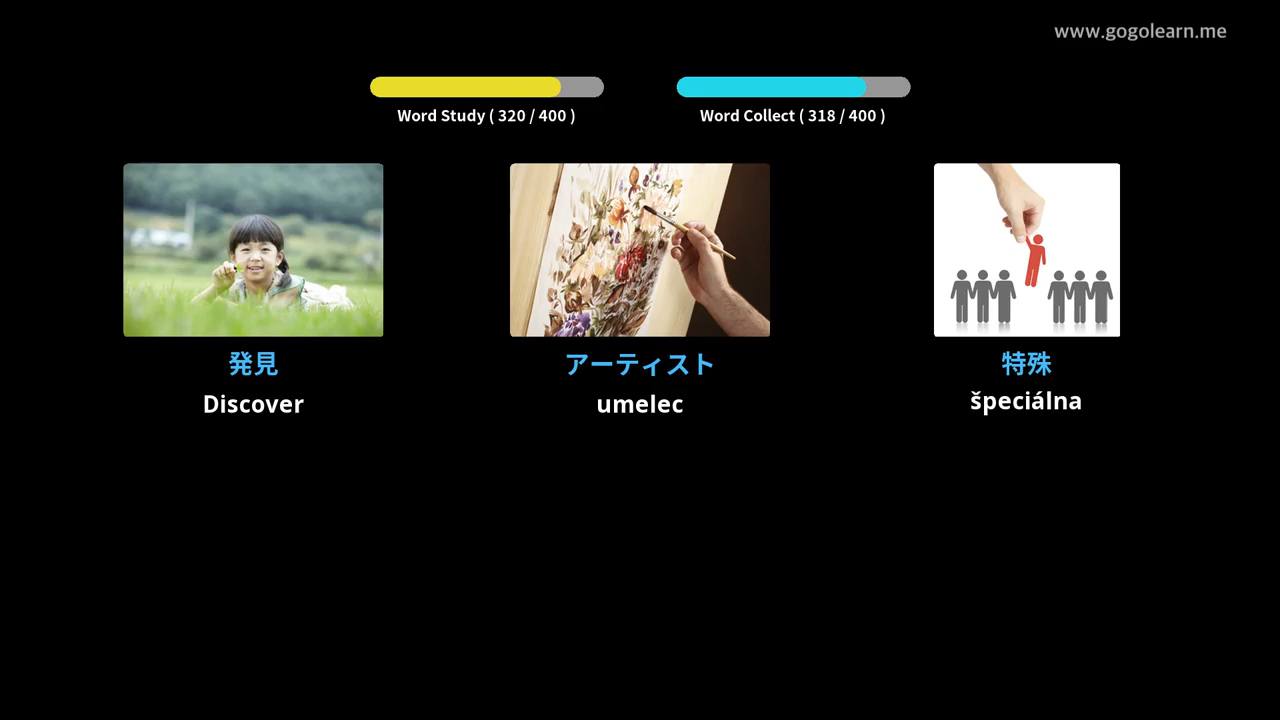 www.gogolearn.me
Word Study ( 320 / 400 )
Word Collect ( 318 / 400 )
発見
Discover
アーティスト
umelec
特殊
špeciálna